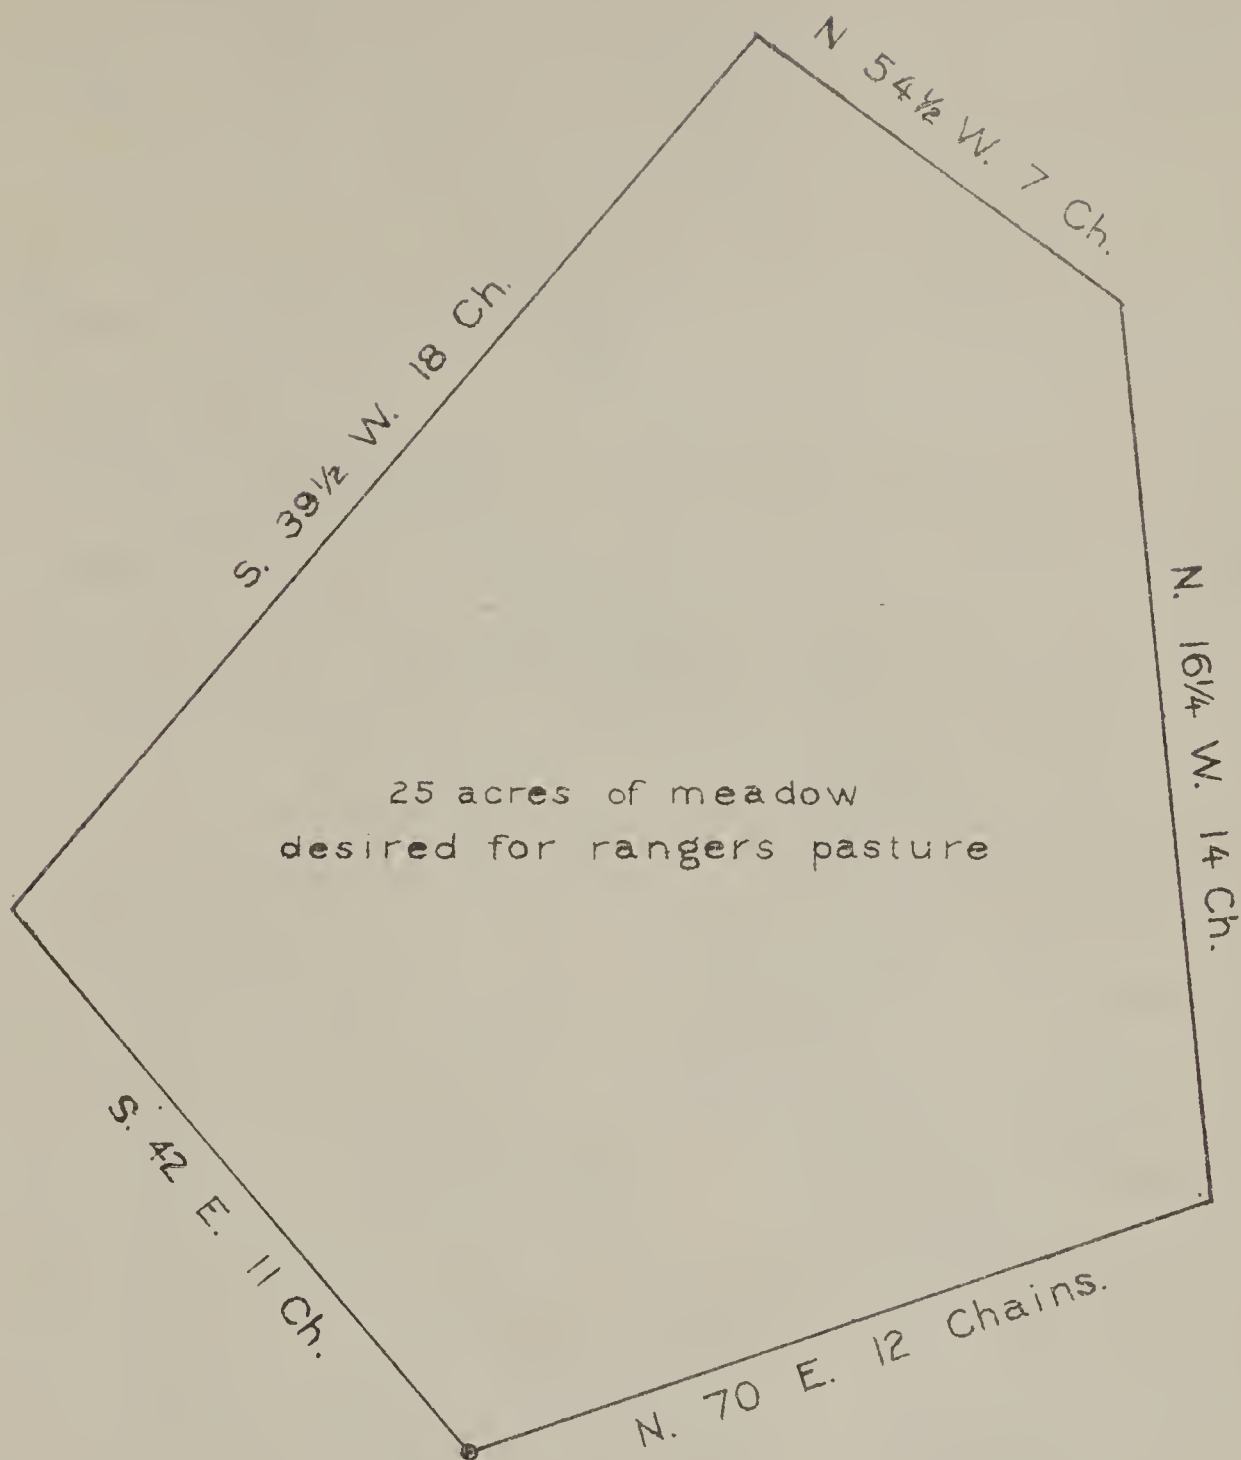 N 54½ W. 7 Ch.
S. 39½ W. 18 Ch.
N. 16¼ W. 14 Ch.
25 acres of meadow
desired for rangers pasture
S. 42 E. 11 Ch.
N. 70 E. 12 Chains.